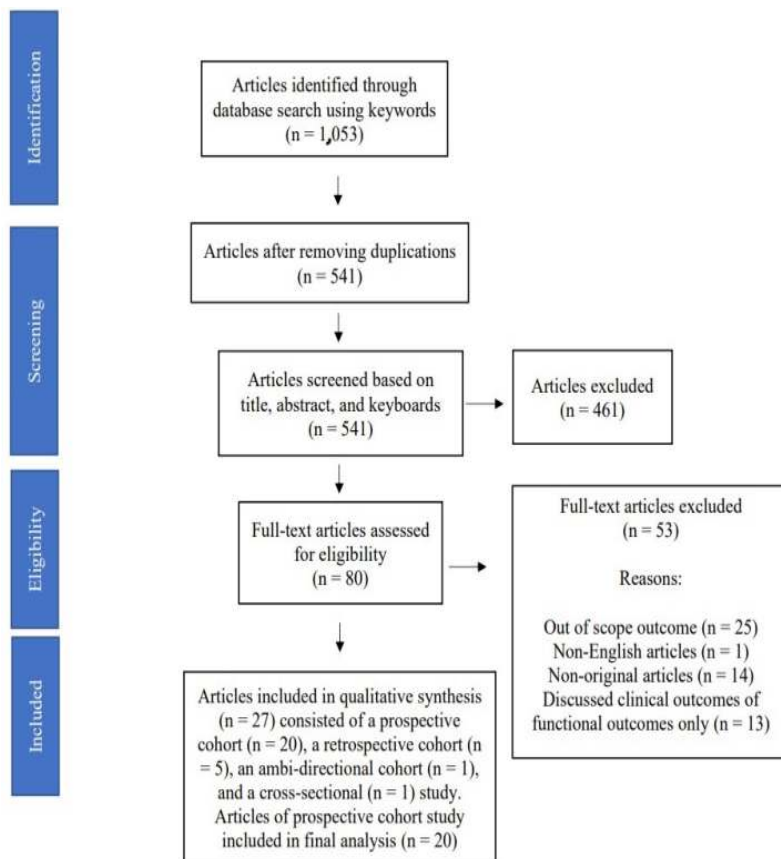 Identification
Articles identified through
database search using keywords
(n = 1,053)
Screening
Articles after removing duplications
(n = 541)
Articles screened based on
title, abstract, and keyboards
(n = 541)
Articles excluded
(n = 461)
Eligibility
Full-text articles assessed
for eligibility
(n = 80)
Full-text articles excluded
(n = 53)
Reasons:
Out of scope outcome (n = 25)
Non-English articles (n = 1)
Non-original articles (n = 14)
Discussed clinical outcomes of
functional outcomes only (n = 13)
Included
Articles included in qualitative synthesis
(n = 27) consisted of a prospective
cohort (n = 20), a retrospective cohort (n
= 5), an ambi-directional cohort (n = 1),
and a cross-sectional (n = 1) study.
Articles of prospective cohort study
included in final analysis (n = 20)